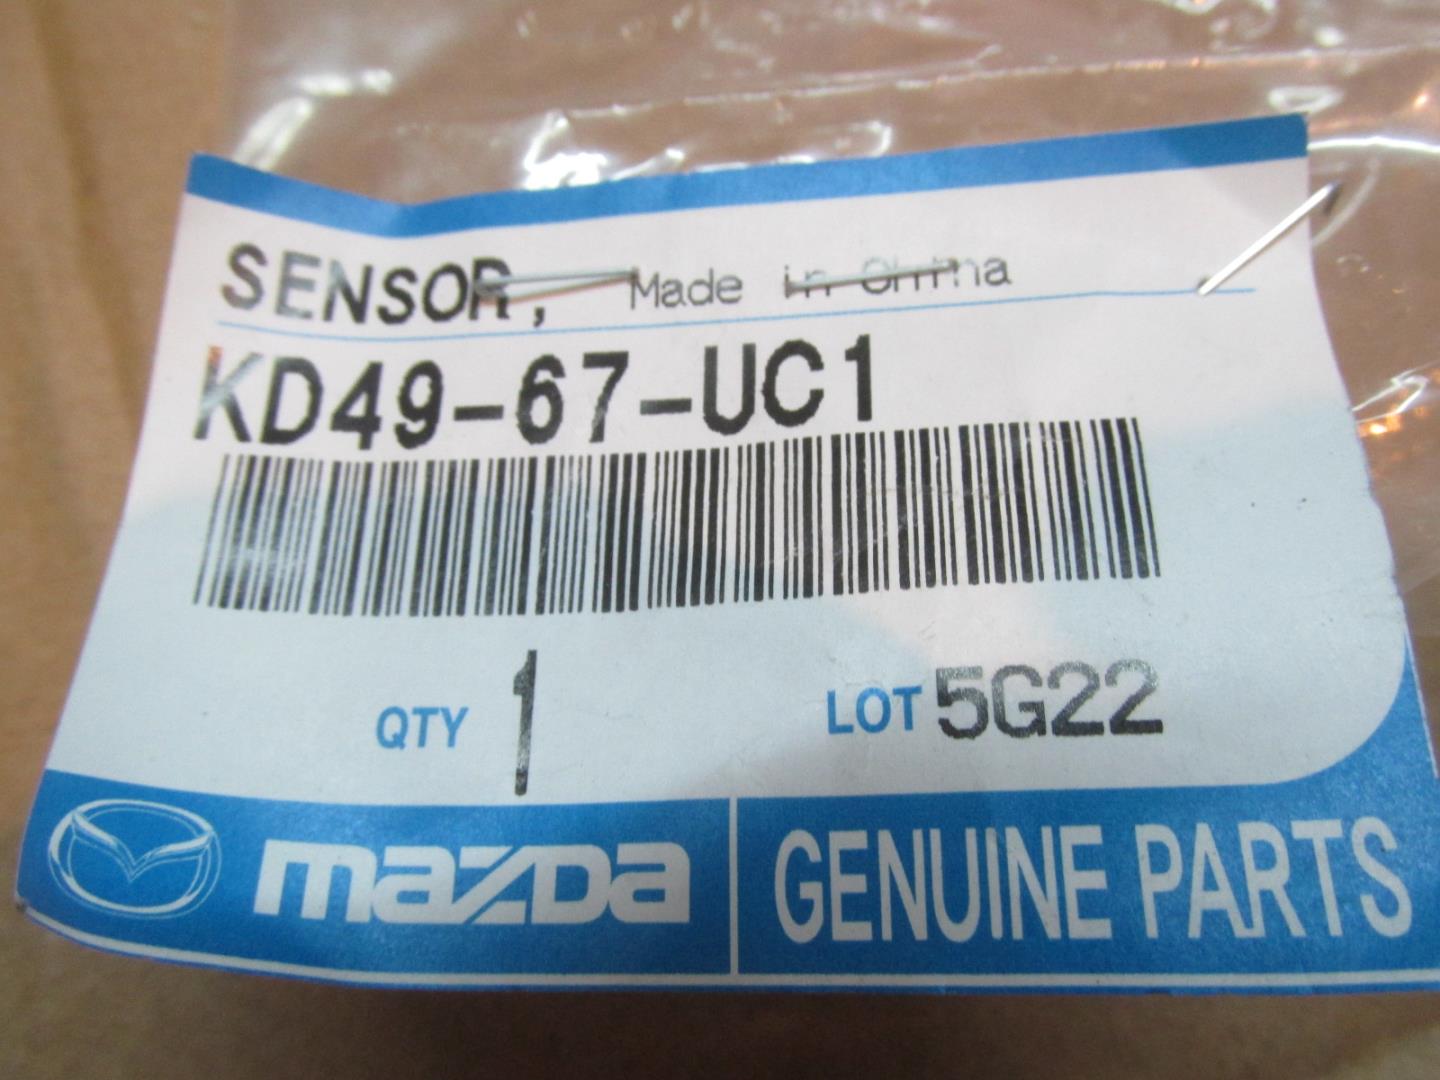 SENSOR, Made in China
KD49-67-UC1
QTY 1 LOT 5G22
mazda GENUINE PARTS